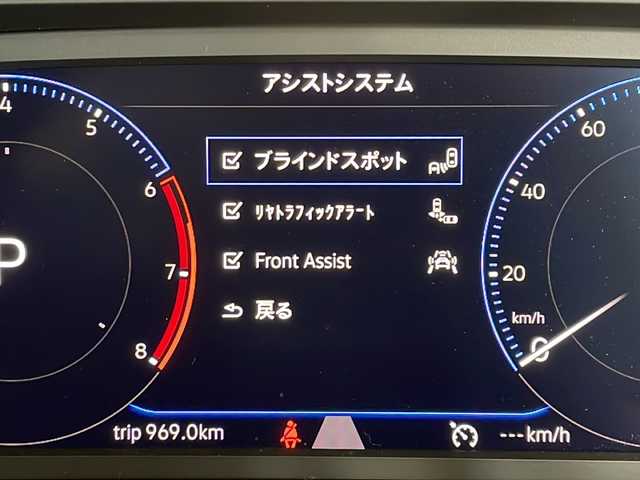 アシストシステム
4
5
6
7
8
P
ブラインドスポット
A
リヤトラフィックアラート
Front Assist
戻る
60
40
20
km/h
0
trip 969.0km
---km/h